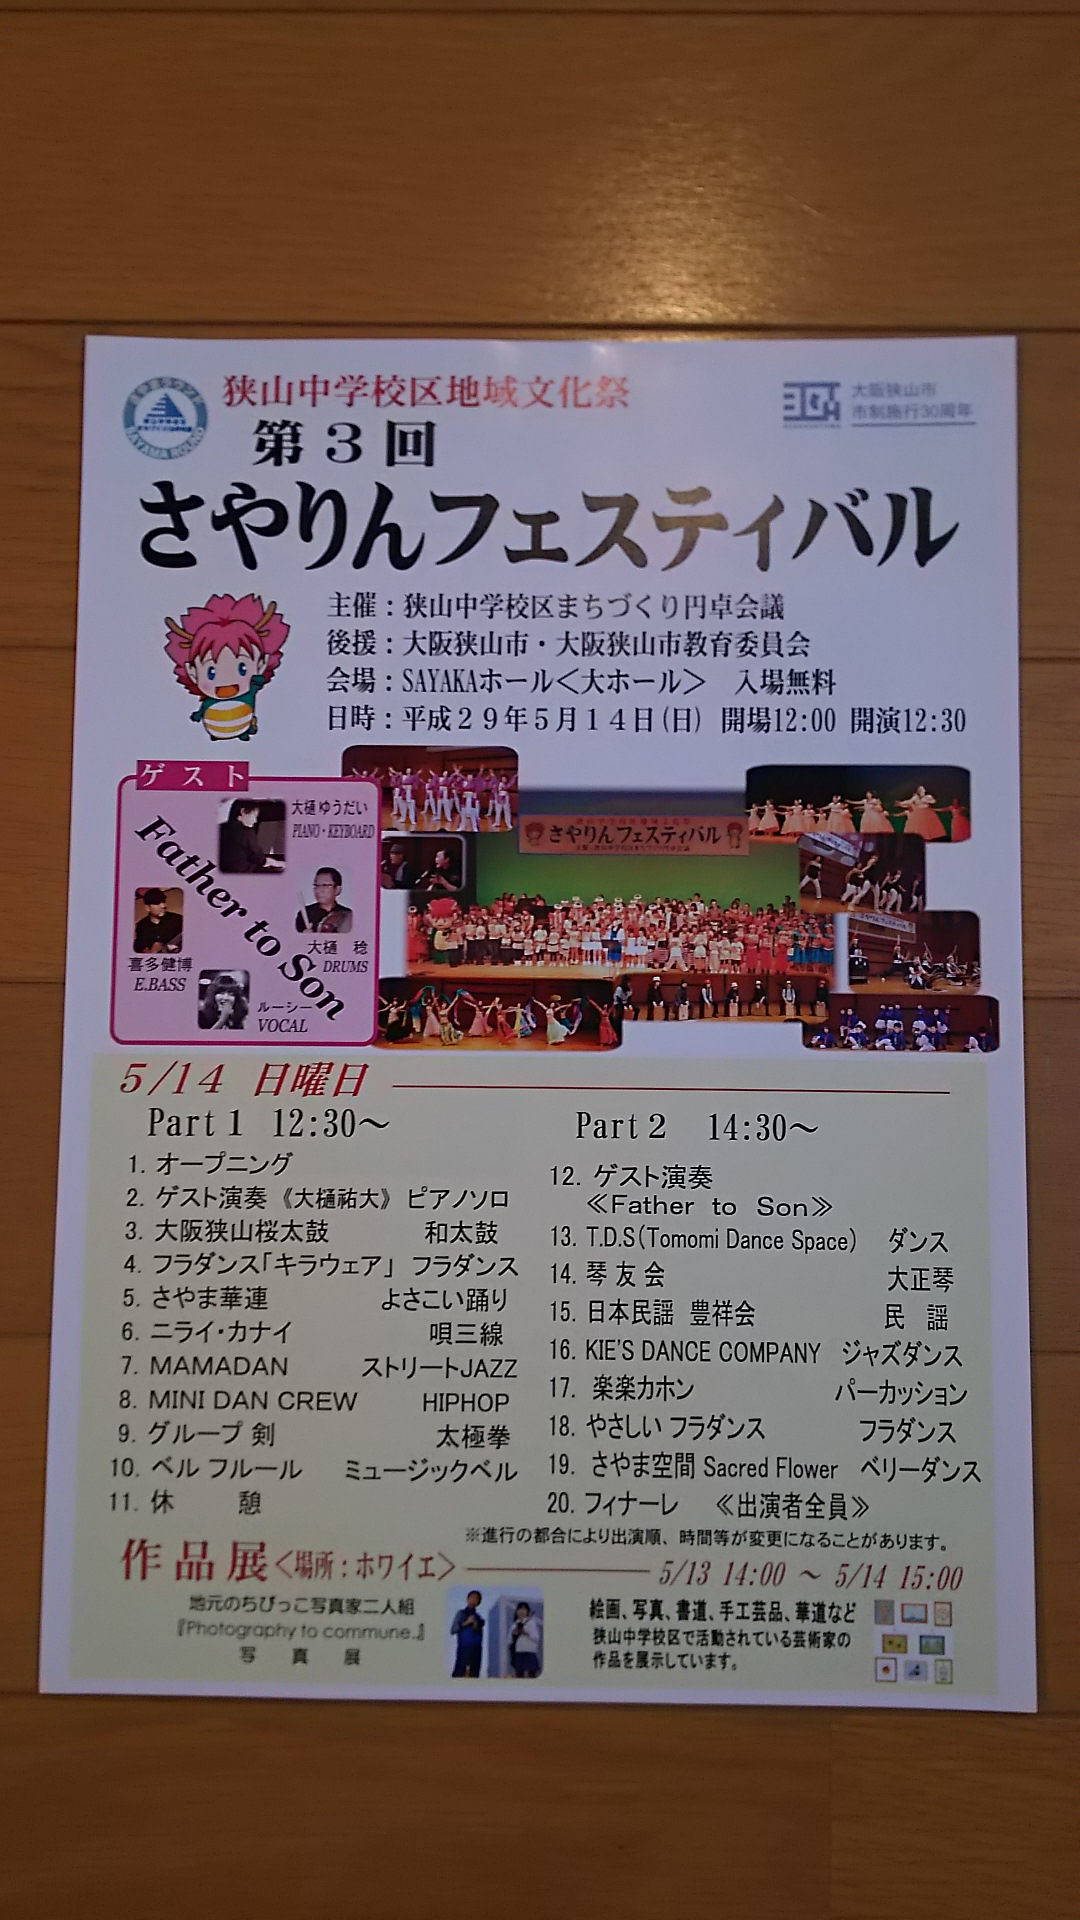 狭山中学校区地域文化祭
大阪狭山市
市制施行30周年
第3回
さやりんフェスティバル
主催：狭山中学校区まちづくり円卓会議
後援：大阪狭山市・大阪狭山市教育委員会
会場：SAYAKAホール＜大ホール＞ 入場無料
日時：平成２９年５月１４日(日) 開場12:00 開演12:30
ゲスト
Father to Son
大樋 ゆうだい
PIANO・KEYBOARD
大樋 稔
DRUMS
喜多健博
E.BASS
ルーシー
VOCAL
さやりんフェスティバル
5/14 日曜日
Part 1 12:30～
1. オープニング
2. ゲスト演奏《大樋祐大》 ピアノソロ
3. 大阪狭山桜太鼓 和太鼓
4. フラダンス「キラウェア」 フラダンス
5. さやま華連 よさこい踊り
6. ニライ・カナイ 唄三線
7. MAMADAN ストリートJAZZ
8. MINI DAN CREW HIPHOP
9. グループ 剣 太極拳
10. ベル フルール ミュージックベル
11. 休 憩
Part 2 14:30～
12. ゲスト演奏
≪Father to Son≫
13. T.D.S(Tomomi Dance Space) ダンス
14. 琴 友 会 大正琴
15. 日本民謡 豊祥会 民 謡
16. KIE'S DANCE COMPANY ジャズダンス
17. 楽楽カホン パーカッション
18. やさしい フラダンス フラダンス
19. さやま空間 Sacred Flower ベリーダンス
20. フィナーレ ≪出演者全員≫
※進行の都合により出演順、時間等が変更になることがあります。
作品展＜場所：ホワイエ＞ 5/13 14:00 ～ 5/14 15:00
地元のちびっこ写真家二人組
『Photography to commune.』
写 真 展
絵画、写真、書道、手工芸品、華道など
狭山中学校区で活動されている芸術家の
作品を展示しています。